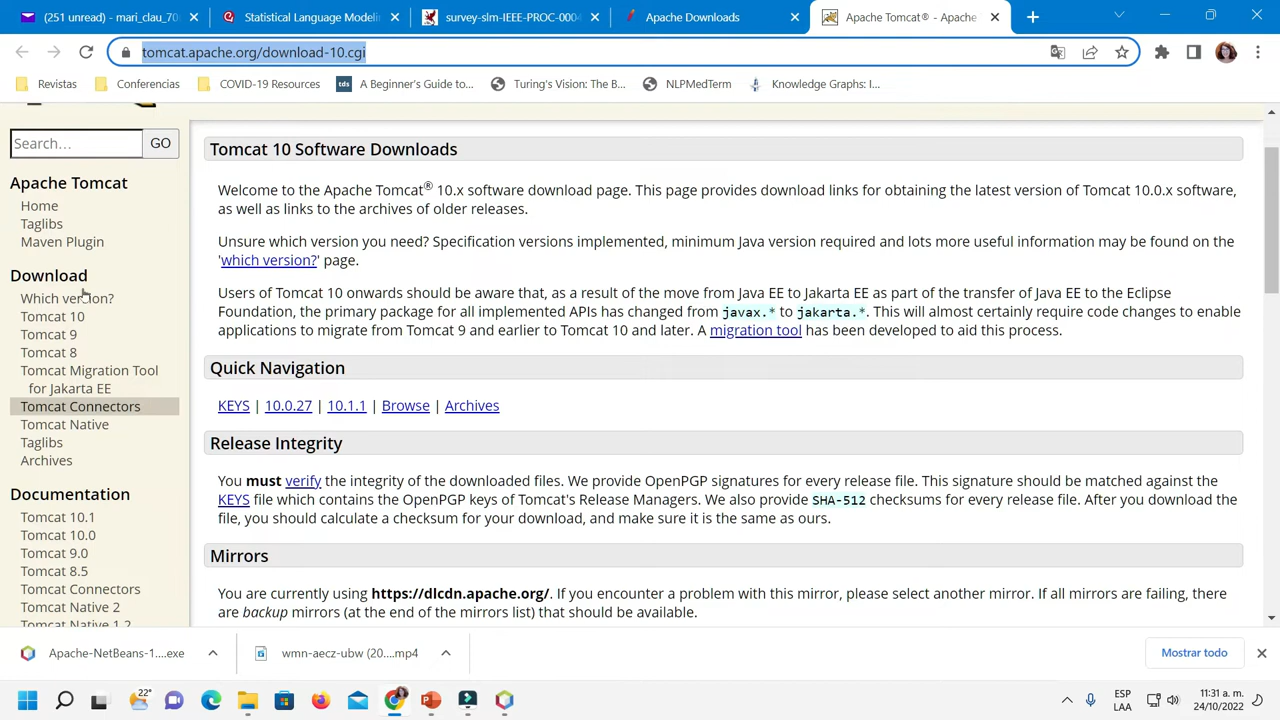 (251 unread) - mari_clau_70
Statistical Language Modelin
survey-slm-IEEE-PROC-0004
Apache Downloads
Apache Tomcat® - Apache
tomcat.apache.org/download-10.cgi
Revistas
Conferencias
COVID-19 Resources
tds
A Beginner's Guide to...
Turing's Vision: The B...
NLPMedTerm
Knowledge Graphs: I...
Search...
GO
Apache Tomcat
Home
Taglibs
Maven Plugin
Download
Which version?
Tomcat 10
Tomcat 9
Tomcat 8
Tomcat Migration Tool
for Jakarta EE
Tomcat Connectors
Tomcat Native
Taglibs
Archives
Documentation
Tomcat 10.1
Tomcat 10.0
Tomcat 9.0
Tomcat 8.5
Tomcat Connectors
Tomcat Native 2
Tomcat Native 1.2
Tomcat 10 Software Downloads
Welcome to the Apache Tomcat® 10.x software download page. This page provides download links for obtaining the latest version of Tomcat 10.0.x software,
as well as links to the archives of older releases.
Unsure which version you need? Specification versions implemented, minimum Java version required and lots more useful information may be found on the
'which version?' page.
Users of Tomcat 10 onwards should be aware that, as a result of the move from Java EE to Jakarta EE as part of the transfer of Java EE to the Eclipse
Foundation, the primary package for all implemented APIs has changed from javax.* to jakarta.*. This will almost certainly require code changes to enable
applications to migrate from Tomcat 9 and earlier to Tomcat 10 and later. A migration tool has been developed to aid this process.
Quick Navigation
KEYS | 10.0.27 | 10.1.1 | Browse | Archives
Release Integrity
You must verify the integrity of the downloaded files. We provide OpenPGP signatures for every release file. This signature should be matched against the
KEYS file which contains the OpenPGP keys of Tomcat's Release Managers. We also provide SHA-512 checksums for every release file. After you download the
file, you should calculate a checksum for your download, and make sure it is the same as ours.
Mirrors
You are currently using https://dlcdn.apache.org/. If you encounter a problem with this mirror, please select another mirror. If all mirrors are failing, there
are backup mirrors (at the end of the mirrors list) that should be available.
Apache-NetBeans-1....exe
wmn-aecz-ubw (20....mp4
Mostrar todo
22°
ESP
LAA
11:31 a. m.
24/10/2022